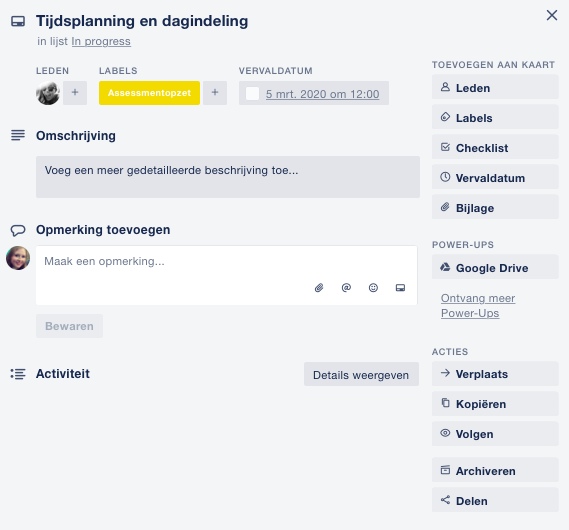 Tijdsplanning en dagindeling
in lijst In progress
LEDEN
+
LABELS
Assessmentopzet
+
VERVALDATUM
5 mrt. 2020 om 12:00
Omschrijving
Voeg een meer gedetailleerde beschrijving toe...
Opmerking toevoegen
Maak een opmerking...
Bewaren
Activiteit
Details weergeven
TOEVOEGEN AAN KAART
Leden
Labels
Checklist
Vervaldatum
Bijlage
POWER-UPS
Google Drive
Ontvang meer
Power-Ups
ACTIES
Verplaats
Kopiëren
Volgen
Archiveren
Delen